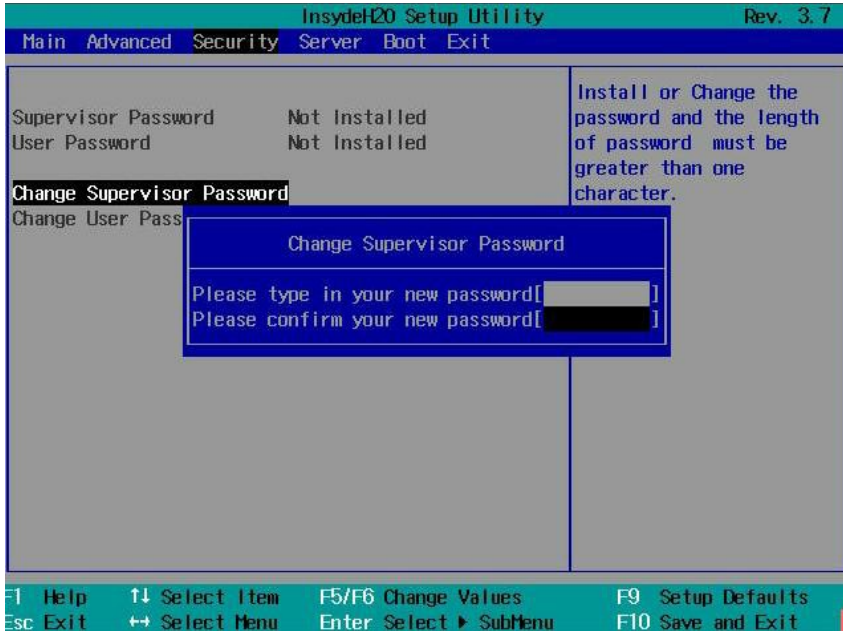 InsydeH2O Setup Utility Rev. 3.7
Main Advanced Security Server Boot Exit
Supervisor Password Not Installed
User Password Not Installed
Change Supervisor Password
Change User Pass
Install or Change the
password and the length
of password must be
greater than one
character.
Change Supervisor Password
Please type in your new password[ ]
Please confirm your new password[ ]
F1 Help ↑↓ Select Item F5/F6 Change Values F9 Setup Defaults
Esc Exit ↔ Select Menu Enter Select ▶ SubMenu F10 Save and Exit